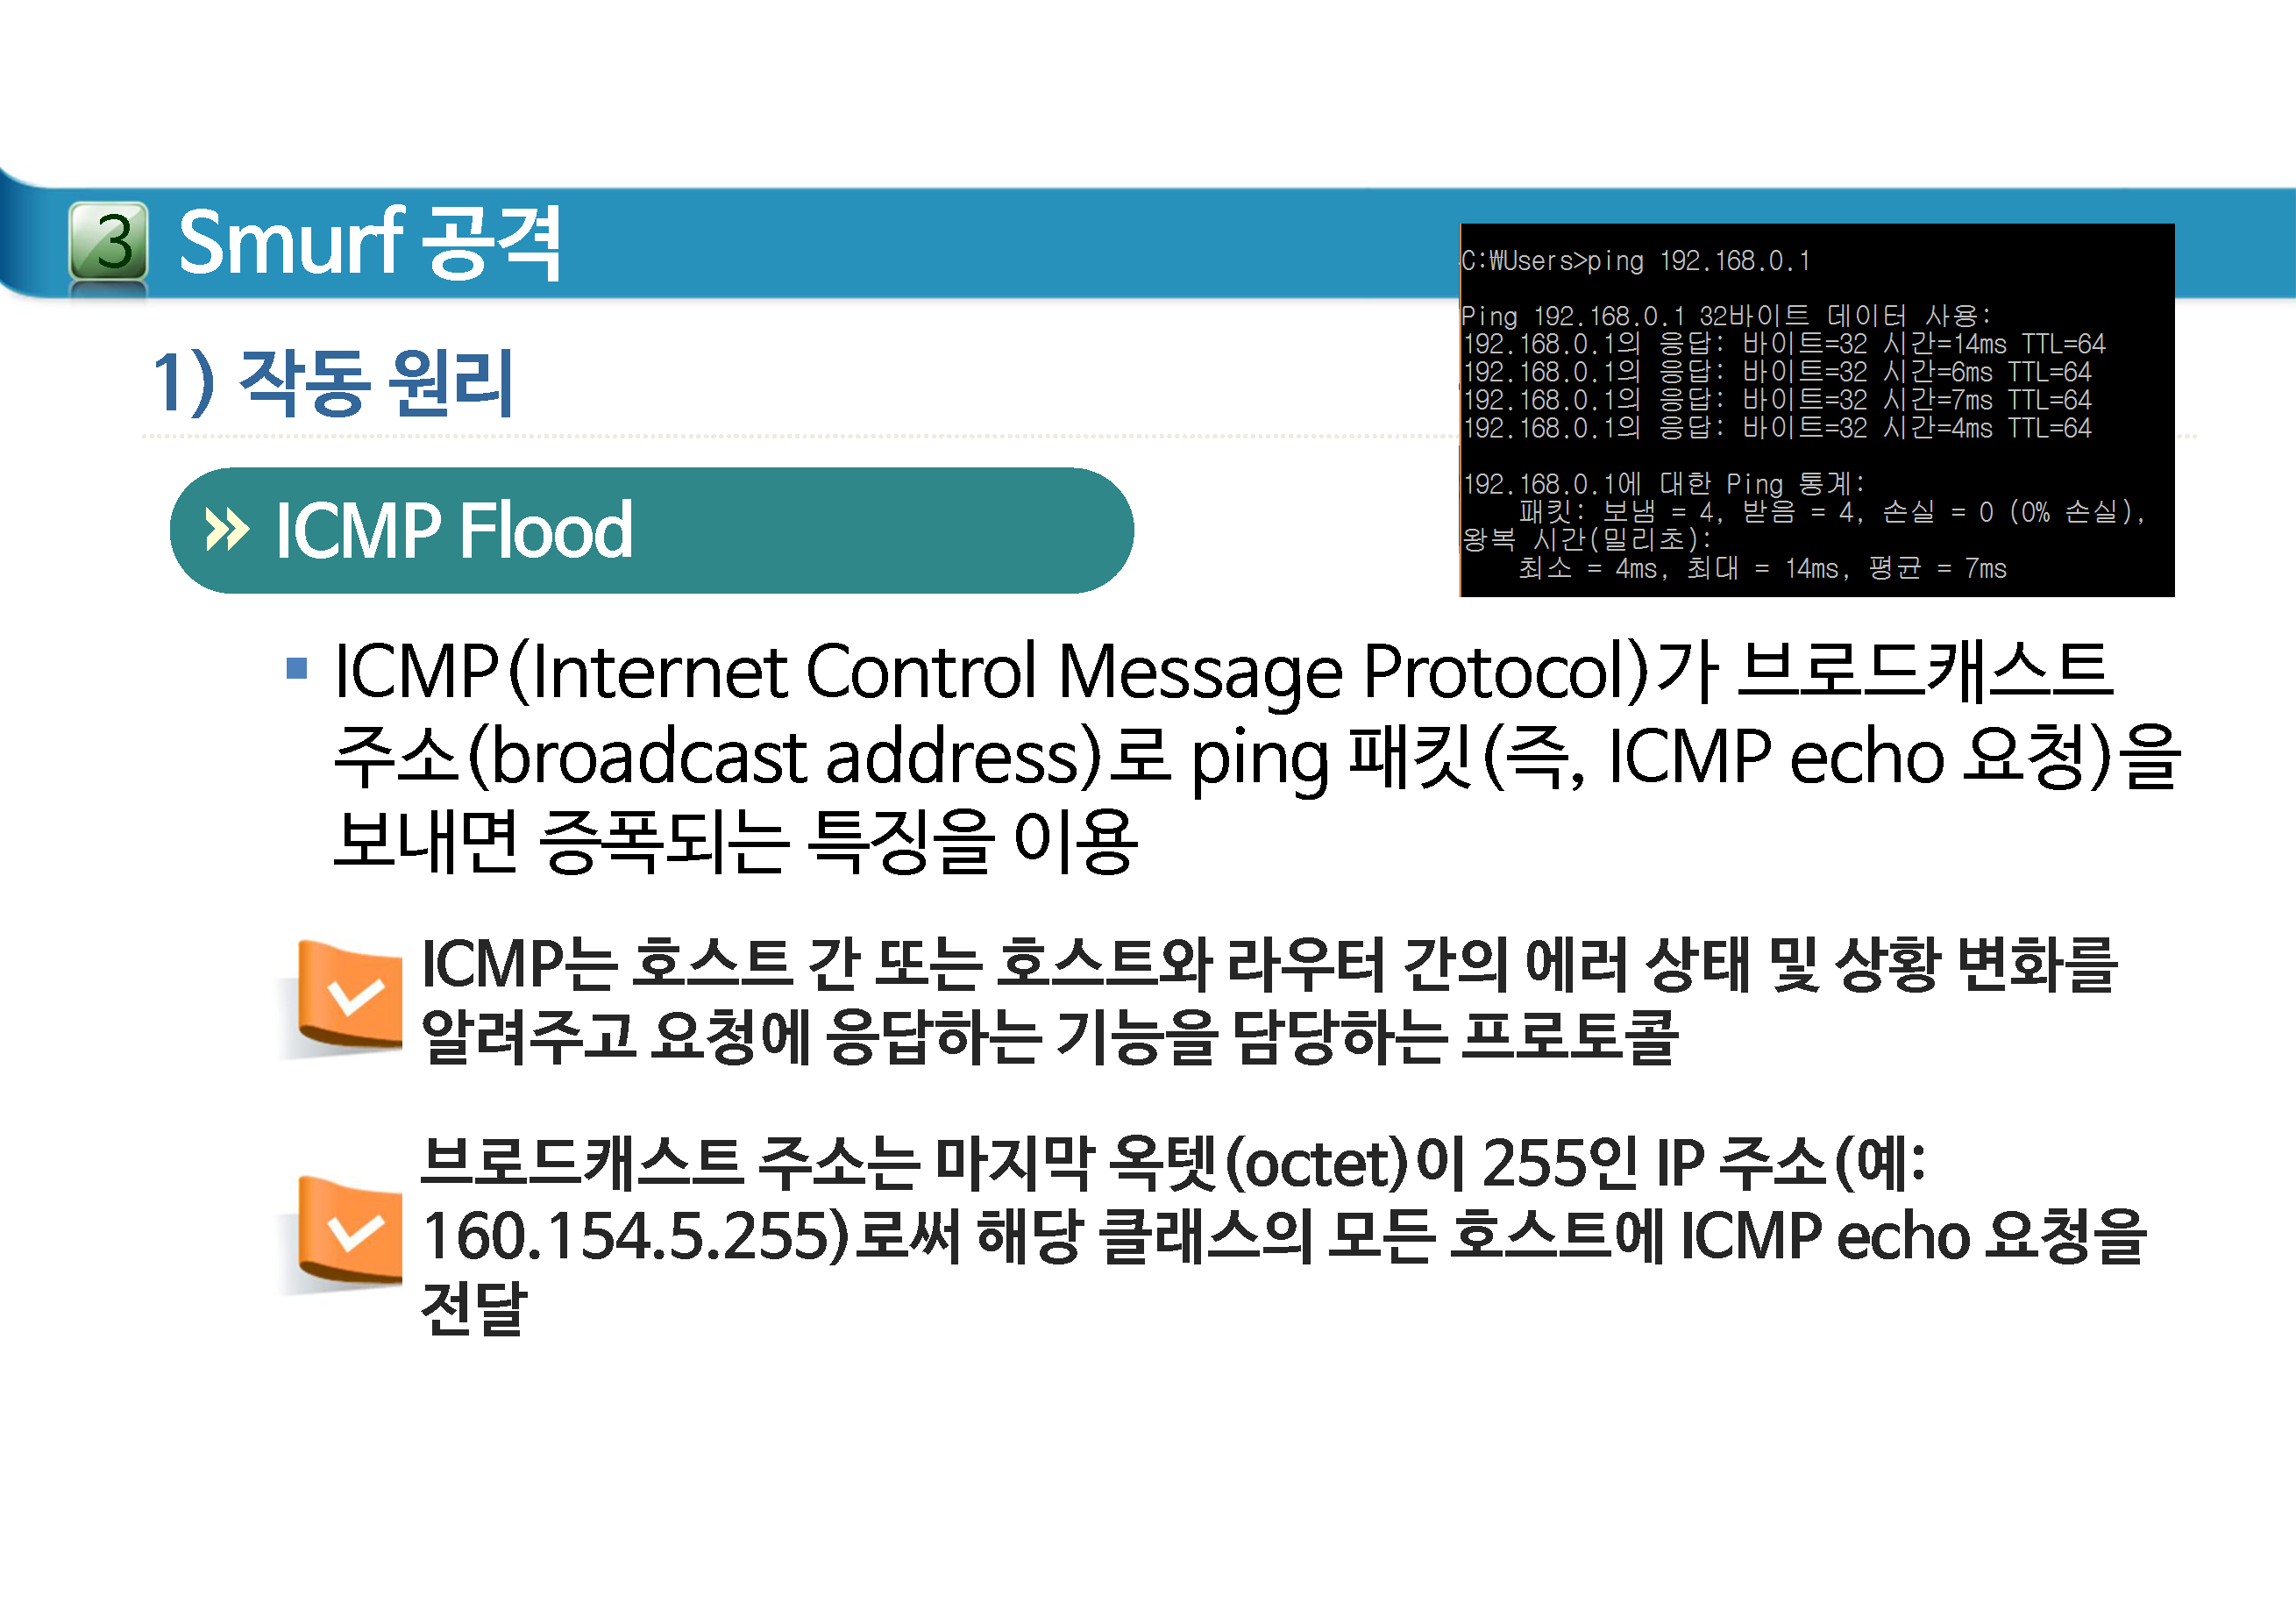 3 Smurf 공격
C:₩Users>ping 192.168.0.1
Ping 192.168.0.1 32바이트 데이터 사용:
192.168.0.1의 응답: 바이트=32 시간=14ms TTL=64
192.168.0.1의 응답: 바이트=32 시간=6ms TTL=64
192.168.0.1의 응답: 바이트=32 시간=7ms TTL=64
192.168.0.1의 응답: 바이트=32 시간=4ms TTL=64
192.168.0.1에 대한 Ping 통계:
패킷: 보냄 = 4, 받음 = 4, 손실 = 0 (0% 손실),
왕복 시간(밀리초):
최소 = 4ms, 최대 = 14ms, 평균 = 7ms
1) 작동 원리
ICMP Flood
ICMP(Internet Control Message Protocol)가 브로드캐스트
주소(broadcast address)로 ping 패킷(즉, ICMP echo 요청)을
보내면 증폭되는 특징을 이용
ICMP는 호스트 간 또는 호스트와 라우터 간의 에러 상태 및 상황 변화를
알려주고 요청에 응답하는 기능을 담당하는 프로토콜
브로드캐스트 주소는 마지막 옥텟(octet)이 255인 IP 주소(예:
160.154.5.255)로써 해당 클래스의 모든 호스트에 ICMP echo 요청을
전달